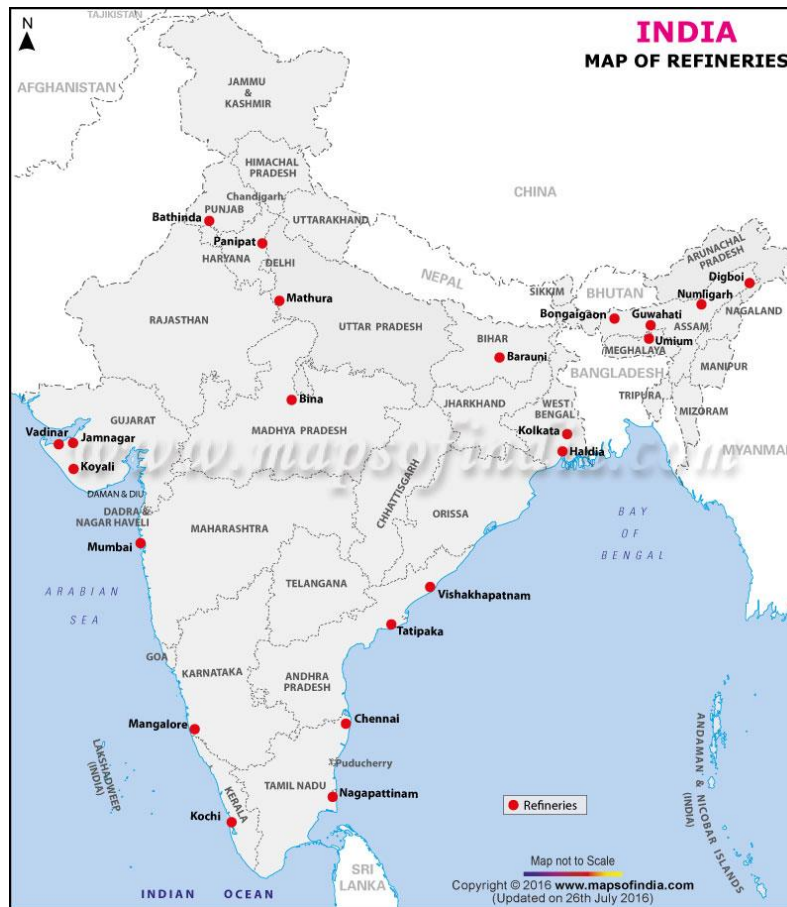 TAJIKISTAN
N
INDIA
MAP OF REFINERIES
AFGHANISTAN
JAMMU
&
KASHMIR
HIMACHAL
PRADESH
CHINA
Chandigarh
PUNJAB
Bathinda
UTTARAKHAND
Panipat
HARYANA
DELHI
ARUNACHAL
PRADESH
NEPAL
Digboi
SIKKIM
BHUTAN
Numligarh
Mathura
NAGALAND
RAJASTHAN
UTTAR PRADESH
Bongaigaon
Guwahati
ASSAM
BIHAR
Umium
MEGHALAYA
Barauni
BANGLADESH
MANIPUR
TRIPURA
MIZORAM
Bina
JHARKHAND
WEST
BENGAL
GUJARAT
MADHYA PRADESH
Kolkata
Vadinar
Jamnagar
Haldia
MYANMAR
www.mapsofindia.com
Koyali
DAMAN & DIU
DADRA &
NAGAR HAVELI
CHHATTISGARH
ORISSA
MAHARASHTRA
BAY
OF
BENGAL
Mumbai
TELANGANA
ARABIAN
SEA
Vishakhapatnam
Tatipaka
GOA
KARNATAKA
ANDHRA
PRADESH
Mangalore
Chennai
LAKSHADWEEP
(INDIA)
Puducherry
ANDAMAN & NICOBAR ISLANDS
(INDIA)
TAMIL NADU
Nagapattinam
KERALA
Kochi
Refineries
SRI
LANKA
Map not to Scale
Copyright © 2016 www.mapsofindia.com
(Updated on 26th July 2016)
INDIAN OCEAN